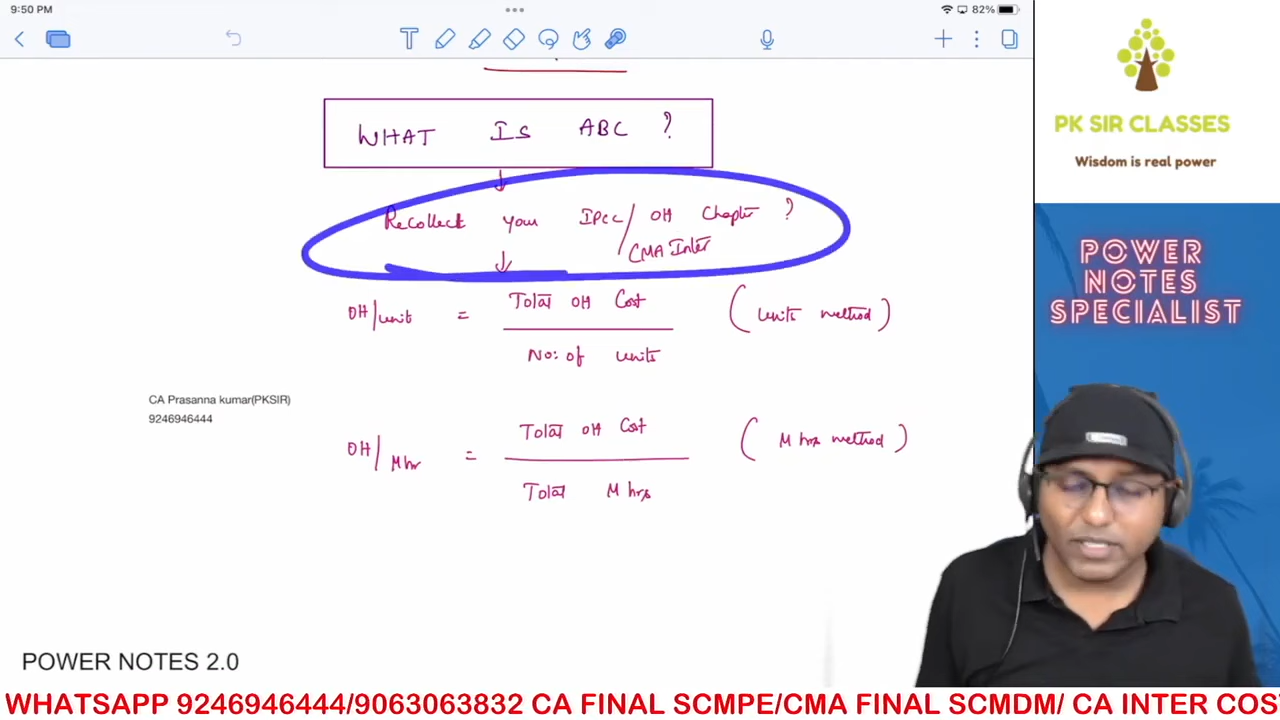 9:50 PM
82%
PK SIR CLASSES
Wisdom is real power
WHAT IS ABC ?
Recollect your IPCC/ OH Chapter ?
CMA Inter
OH/unit = Total OH Cost (units method)
No: of units
CA Prasanna kumar(PKSIR)
9246946444
OH/Mhr = Total OH Cost (M hrs method)
Total M hrs
POWER
NOTES
SPECIALIST
POWER NOTES 2.0
WHATSAPP 9246946444/9063063832 CA FINAL SCMPE/CMA FINAL SCMDM/ CA INTER COS